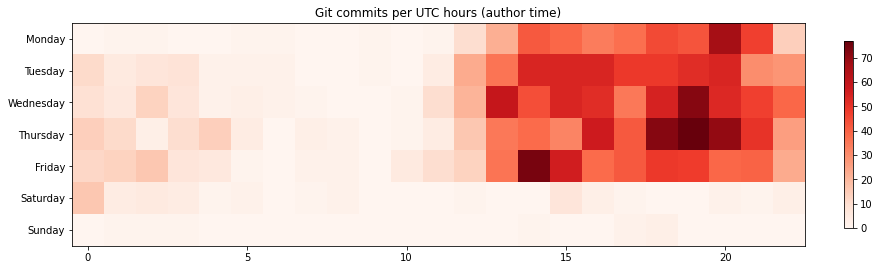 Git commits per UTC hours (author time)
Monday
Tuesday
Wednesday
Thursday
Friday
Saturday
Sunday
0
5
10
15
20
70
60
50
40
30
20
10
0